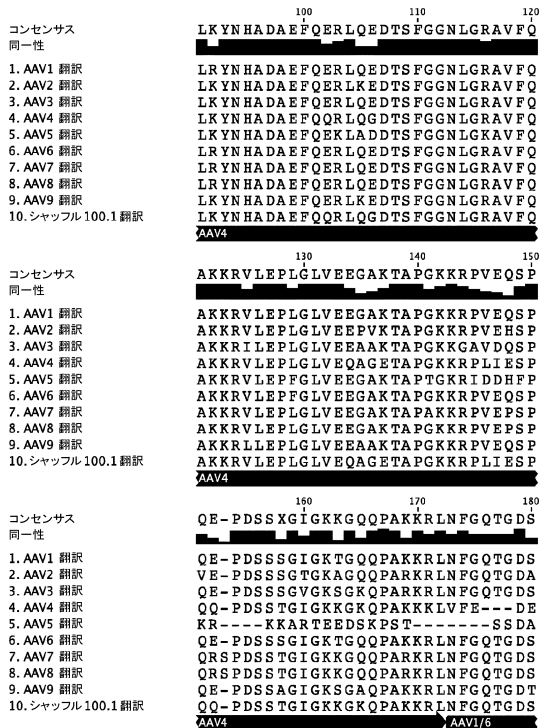 100 110 120
コンセンサス LKYNHADAEFQERLQEDTSFGGNLGRAVFQ
同一性
1. AAV1 翻訳 LRYNHADAEFQERLQEDTSFGGNLGRAVFQ
2. AAV2 翻訳 LKYNHADAEFQERLKEDTSFGGNLGRAVFQ
3. AAV3 翻訳 LKYNHADAEFQERLQEDTSFGGNLGRAVFQ
4. AAV4 翻訳 LKYNHADAEFQQRLQGDTSFGGNLGRAVFQ
5. AAV5 翻訳 LKYNHADAEFQEKLADDTSFGGNLGKAVFQ
6. AAV6 翻訳 LRYNHADAEFQERLQEDTSFGGNLGRAVFQ
7. AAV7 翻訳 LRYNHADAEFQERLQEDTSFGGNLGRAVFQ
8. AAV8 翻訳 LRYNHADAEFQERLQEDTSFGGNLGRAVFQ
9. AAV9 翻訳 LKYNHADAEFQERLKEDTSFGGNLGRAVFQ
10. シャッフル 100.1 翻訳 LKYNHADAEFQQRLQGDTSFGGNLGRAVFQ
AAV4
130 140 150
コンセンサス AKKRVLEPLGLVEEGAKTAPGKKRPVEQSP
同一性
1. AAV1 翻訳 AKKRVLEPLGLVEEGAKTAPGKKRPVEQSP
2. AAV2 翻訳 AKKRVLEPLGLVEEPVKTAPGKKRPVEHSP
3. AAV3 翻訳 AKKRILEPLGLVEEAAKTAPGKKGAVDQSP
4. AAV4 翻訳 AKKRVLEPLGLVEQAGETAPGKKRPLIESP
5. AAV5 翻訳 AKKRVLEPFGLVEEGAKTAPTGKRIDDHFP
6. AAV6 翻訳 AKKRVLEPFGLVEEGAKTAPGKKRPVEQSP
7. AAV7 翻訳 AKKRVLEPLGLVEEGAKTAPAKKRPVEPSP
8. AAV8 翻訳 AKKRVLEPLGLVEEGAKTAPGKKRPVEPSP
9. AAV9 翻訳 AKKRLLEPLGLVEEAAKTAPGKKRPVEQSP
10. シャッフル 100.1 翻訳 AKKRVLEPLGLVEQAGETAPGKKRPLIESP
AAV4
160 170 180
コンセンサス QE-PDSSXGIGKKGQQPAKKRLNFGQTGDS
同一性
1. AAV1 翻訳 QE-PDSSSGIGKTGQQPAKKRLNFGQTGDS
2. AAV2 翻訳 VE-PDSSSGTGKAGQQPAKKRLNFGQTGDA
3. AAV3 翻訳 QE-PDSSSGVGKSGKQPAKKRLNFGQTGDS
4. AAV4 翻訳 QQ-PDSSTGIGKKGKQPAKKKLVFE---DE
5. AAV5 翻訳 KR----KKARTEEDSKPST-------SSDA
6. AAV6 翻訳 QE-PDSSSGIGKTGQQPAKKRLNFGQTGDS
7. AAV7 翻訳 QRSPDSSTGIGKKGQQPARKRLNFGQTGDS
8. AAV8 翻訳 QRSPDSSTGIGKKGQQPARKRLNFGQTGDS
9. AAV9 翻訳 QE-PDSSAGIGKSGAQPAKKRLNFGQTGDT
10. シャッフル 100.1 翻訳 QQ-PDSSTGIGKKGKQPAKKRLNFGQTGDS
AAV4 AAV1/6